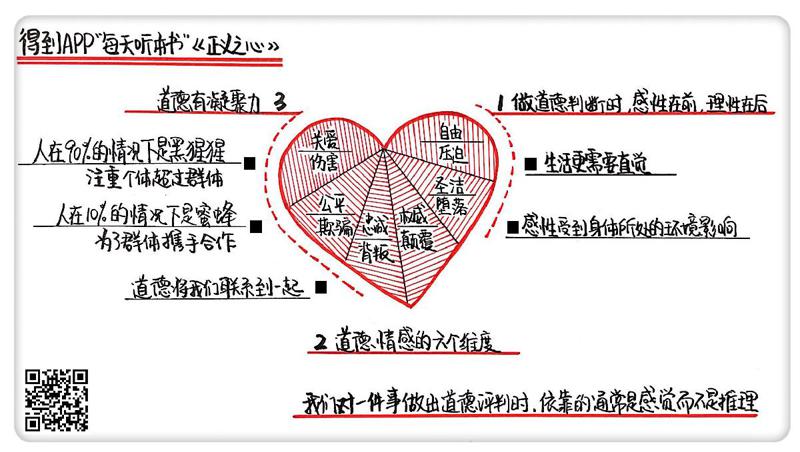 得到APP"每天听本书"《正义之心》
1 做道德判断时,感性在前,理性在后
生活更需要直觉
感性受到身体所处的环境影响
2 道德情感的六个维度
关爱
伤害
公平
欺骗
忠诚
背叛
权威
颠覆
圣洁
堕落
自由
压迫
道德有凝聚力 3
人在90%的情况下是黑猩猩
注重个体超过群体
人在10%的情况下是蜜蜂
为了群体携手合作
道德将我们联系到一起
我们对一件事做出道德评判时、依靠的通常是感觉而不是推理